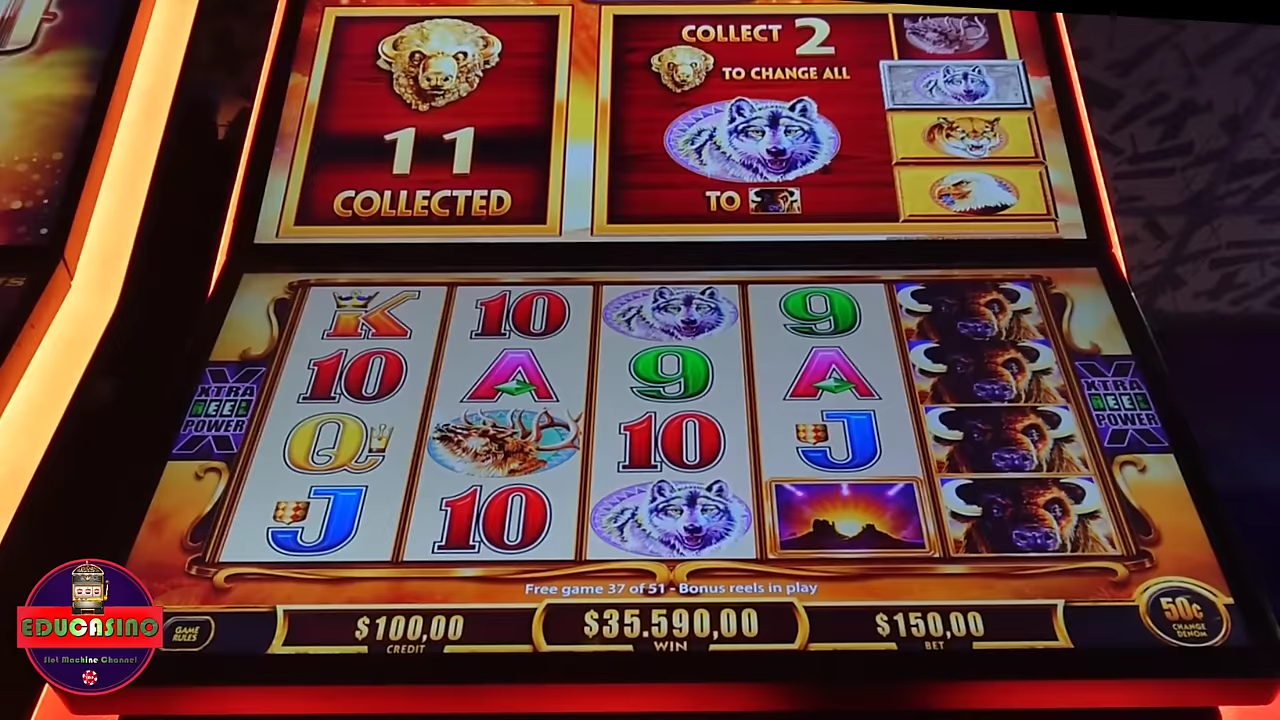 COLLECT 2
TO CHANGE ALL
11
COLLECTED
TO
K 10 9
10 A 9 A
Q 10 J
J 10
XTRA
REEL
POWER
X
XTRA
REEL
POWER
X
Free game 37 of 51 - Bonus reels in play
GAME
RULES
$100,00
CREDIT
$35.590,00
WIN
$150,00
BET
50¢
CHANGE
DENOM
EDUCASINO
Slot Machine Channel